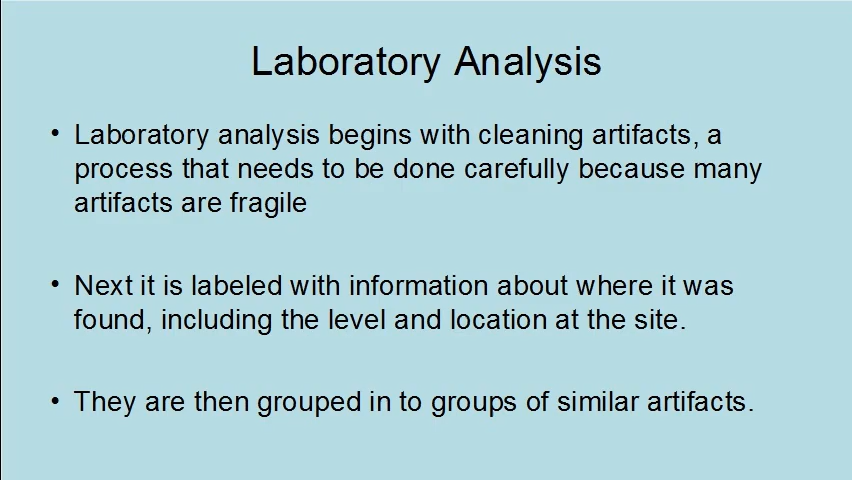 Laboratory Analysis
• Laboratory analysis begins with cleaning artifacts, a
process that needs to be done carefully because many
artifacts are fragile
• Next it is labeled with information about where it was
found, including the level and location at the site.
• They are then grouped in to groups of similar artifacts.